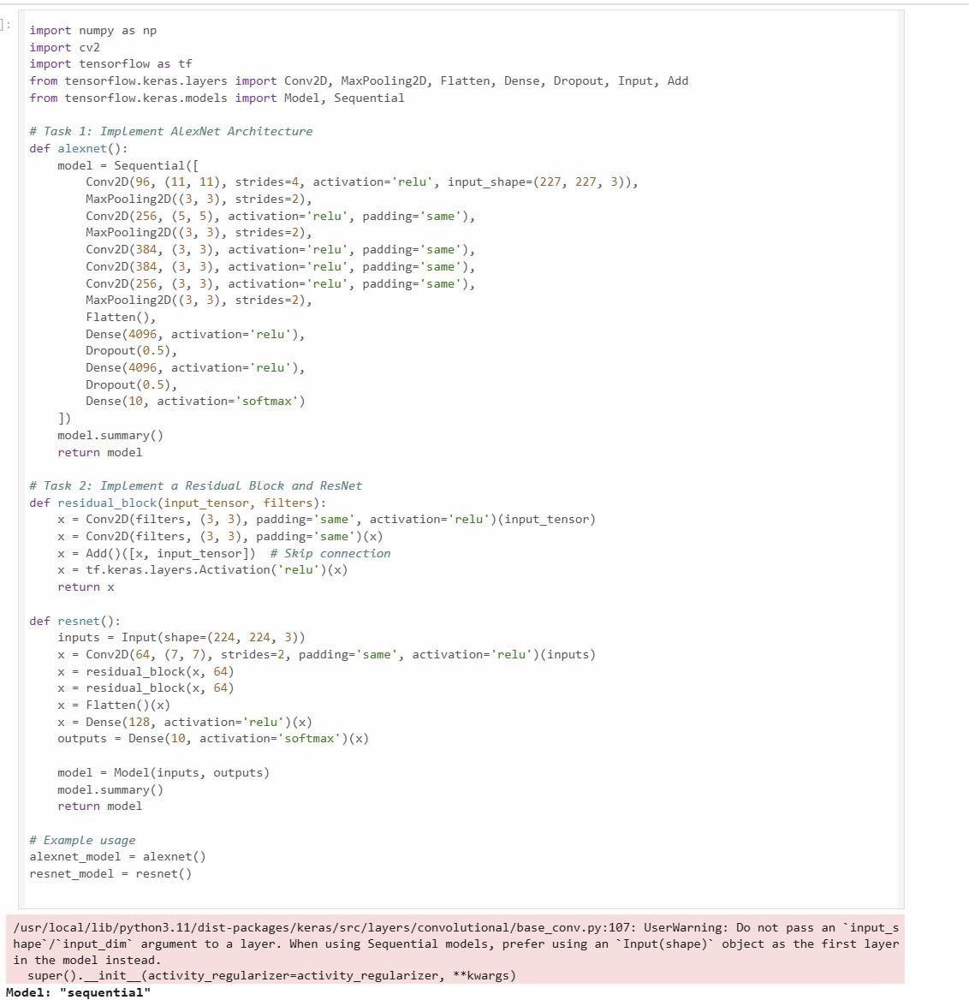 ]:
import numpy as np
import cv2
import tensorflow as tf
from tensorflow.keras.layers import Conv2D, MaxPooling2D, Flatten, Dense, Dropout, Input, Add
from tensorflow.keras.models import Model, Sequential

# Task 1: Implement AlexNet Architecture
def alexnet():
    model = Sequential([
        Conv2D(96, (11, 11), strides=4, activation='relu', input_shape=(227, 227, 3)),
        MaxPooling2D((3, 3), strides=2),
        Conv2D(256, (5, 5), activation='relu', padding='same'),
        MaxPooling2D((3, 3), strides=2),
        Conv2D(384, (3, 3), activation='relu', padding='same'),
        Conv2D(384, (3, 3), activation='relu', padding='same'),
        Conv2D(256, (3, 3), activation='relu', padding='same'),
        MaxPooling2D((3, 3), strides=2),
        Flatten(),
        Dense(4096, activation='relu'),
        Dropout(0.5),
        Dense(4096, activation='relu'),
        Dropout(0.5),
        Dense(10, activation='softmax')
    ])
    model.summary()
    return model

# Task 2: Implement a Residual Block and ResNet
def residual_block(input_tensor, filters):
    x = Conv2D(filters, (3, 3), padding='same', activation='relu')(input_tensor)
    x = Conv2D(filters, (3, 3), padding='same')(x)
    x = Add()([x, input_tensor])  # Skip connection
    x = tf.keras.layers.Activation('relu')(x)
    return x

def resnet():
    inputs = Input(shape=(224, 224, 3))
    x = Conv2D(64, (7, 7), strides=2, padding='same', activation='relu')(inputs)
    x = residual_block(x, 64)
    x = residual_block(x, 64)
    x = Flatten()(x)
    x = Dense(128, activation='relu')(x)
    outputs = Dense(10, activation='softmax')(x)

    model = Model(inputs, outputs)
    model.summary()
    return model

# Example usage
alexnet_model = alexnet()
resnet_model = resnet()

/usr/local/lib/python3.11/dist-packages/keras/src/layers/convolutional/base_conv.py:107: UserWarning: Do not pass an `input_s
hape`/`input_dim` argument to a layer. When using Sequential models, prefer using an `Input(shape)` object as the first layer
in the model instead.
  super().__init__(activity_regularizer=activity_regularizer, **kwargs)
Model: "sequential"